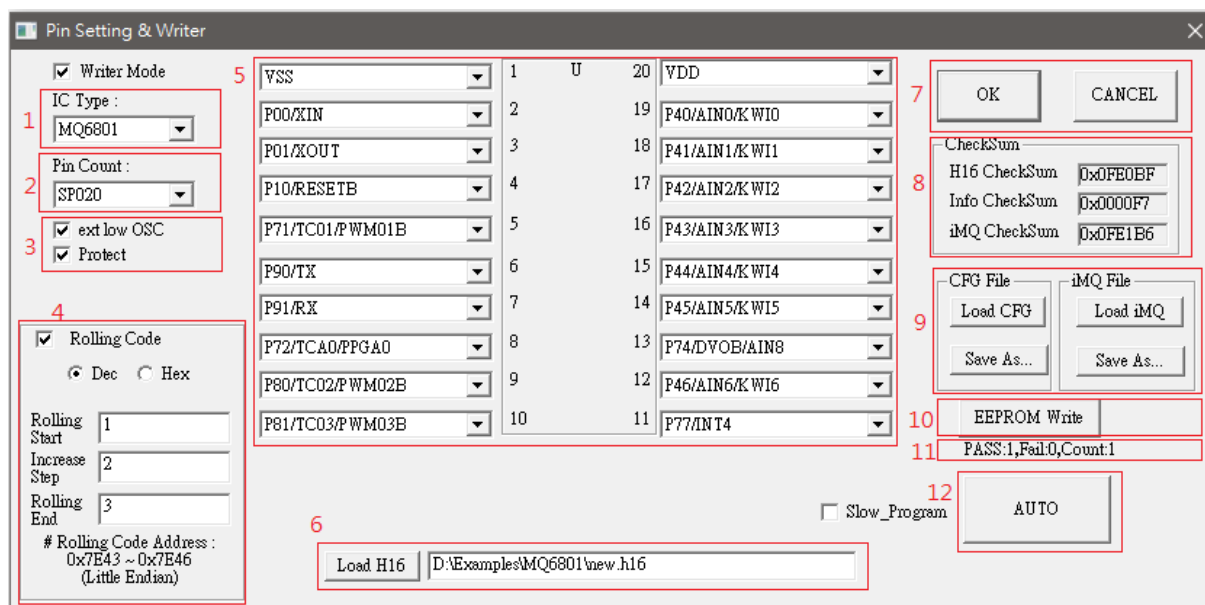 Pin Setting & Writer
Writer Mode
1
IC Type :
MQ6801
2
Pin Count :
SP020
3
ext low OSC
Protect
4
Rolling Code
Dec Hex
Rolling Start 1
Increase Step 2
Rolling End 3
# Rolling Code Address :
0x7E43 ~ 0x7E46
(Little Endian)
5
U
VSS 1 20 VDD
P00/XIN 2 19 P40/AIN0/KWI0
P01/XOUT 3 18 P41/AIN1/KWI1
P10/RESETB 4 17 P42/AIN2/KWI2
P71/TC01/PWM01B 5 16 P43/AIN3/KWI3
P90/TX 6 15 P44/AIN4/KWI4
P91/RX 7 14 P45/AIN5/KWI5
P72/TCA0/PPGA0 8 13 P74/DVOB/AIN8
P80/TC02/PWM02B 9 12 P46/AIN6/KWI6
P81/TC03/PWM03B 10 11 P77/INT4
6
Load H16 D:\Examples\MQ6801\new.h16
7
OK CANCEL
8
CheckSum
H16 CheckSum 0x0FE0BF
Info CheckSum 0x0000F7
iMQ CheckSum 0x0FE1B6
9
CFG File iMQ File
Load CFG Load iMQ
Save As... Save As...
10
EEPROM Write
11
PASS:1,Fail:0,Count:1
12
Slow_Program
AUTO